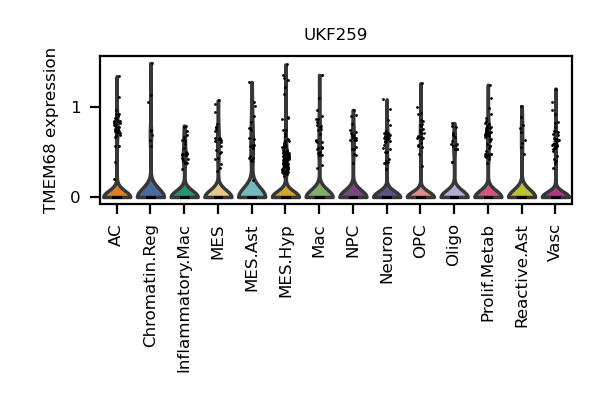 UKF259
TMEM68 expression
1
0
AC
Chromatin.Reg
Inflammatory.Mac
MES
MES.Ast
MES.Hyp
Mac
NPC
Neuron
OPC
Oligo
Prolif.Metab
Reactive.Ast
Vasc